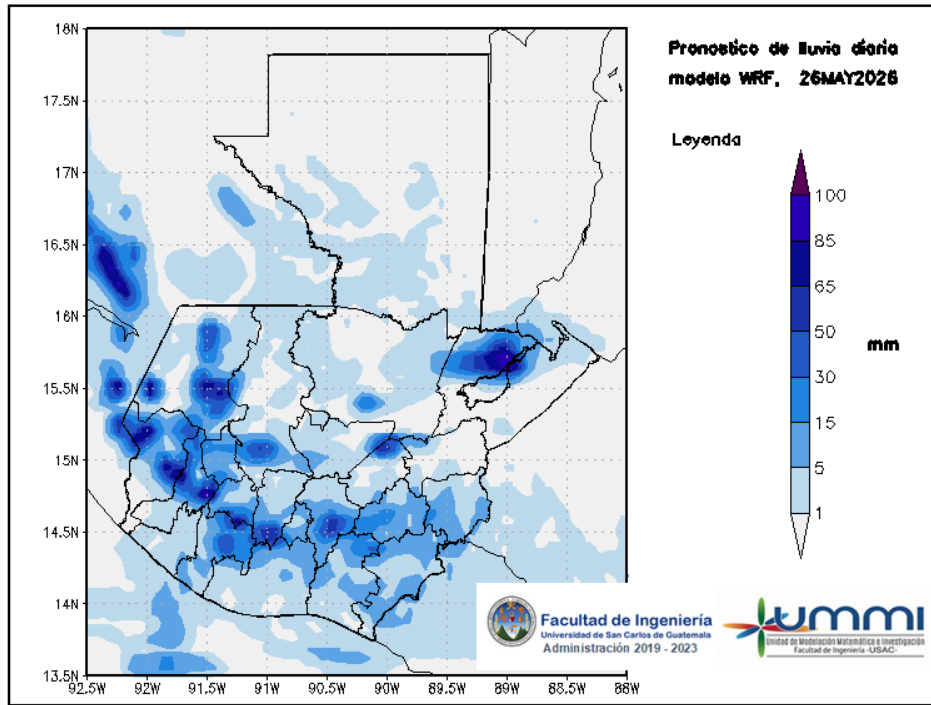 Pronostico de lluvia diaria
modelo WRF, 26MAY2026
Leyenda
100
85
65
50
30
15
5
1
mm
18N
17.5N
17N
16.5N
16N
15.5N
15N
14.5N
14N
13.5N
92.5W
92W
91.5W
91W
90.5W
90W
89.5W
89W
88.5W
88W
Facultad de Ingeniería
Universidad de San Carlos de Guatemala
Administración 2019 - 2023
UMMI
Unidad de Modelación Matemática e Investigación
Facultad de Ingeniería -USAC-